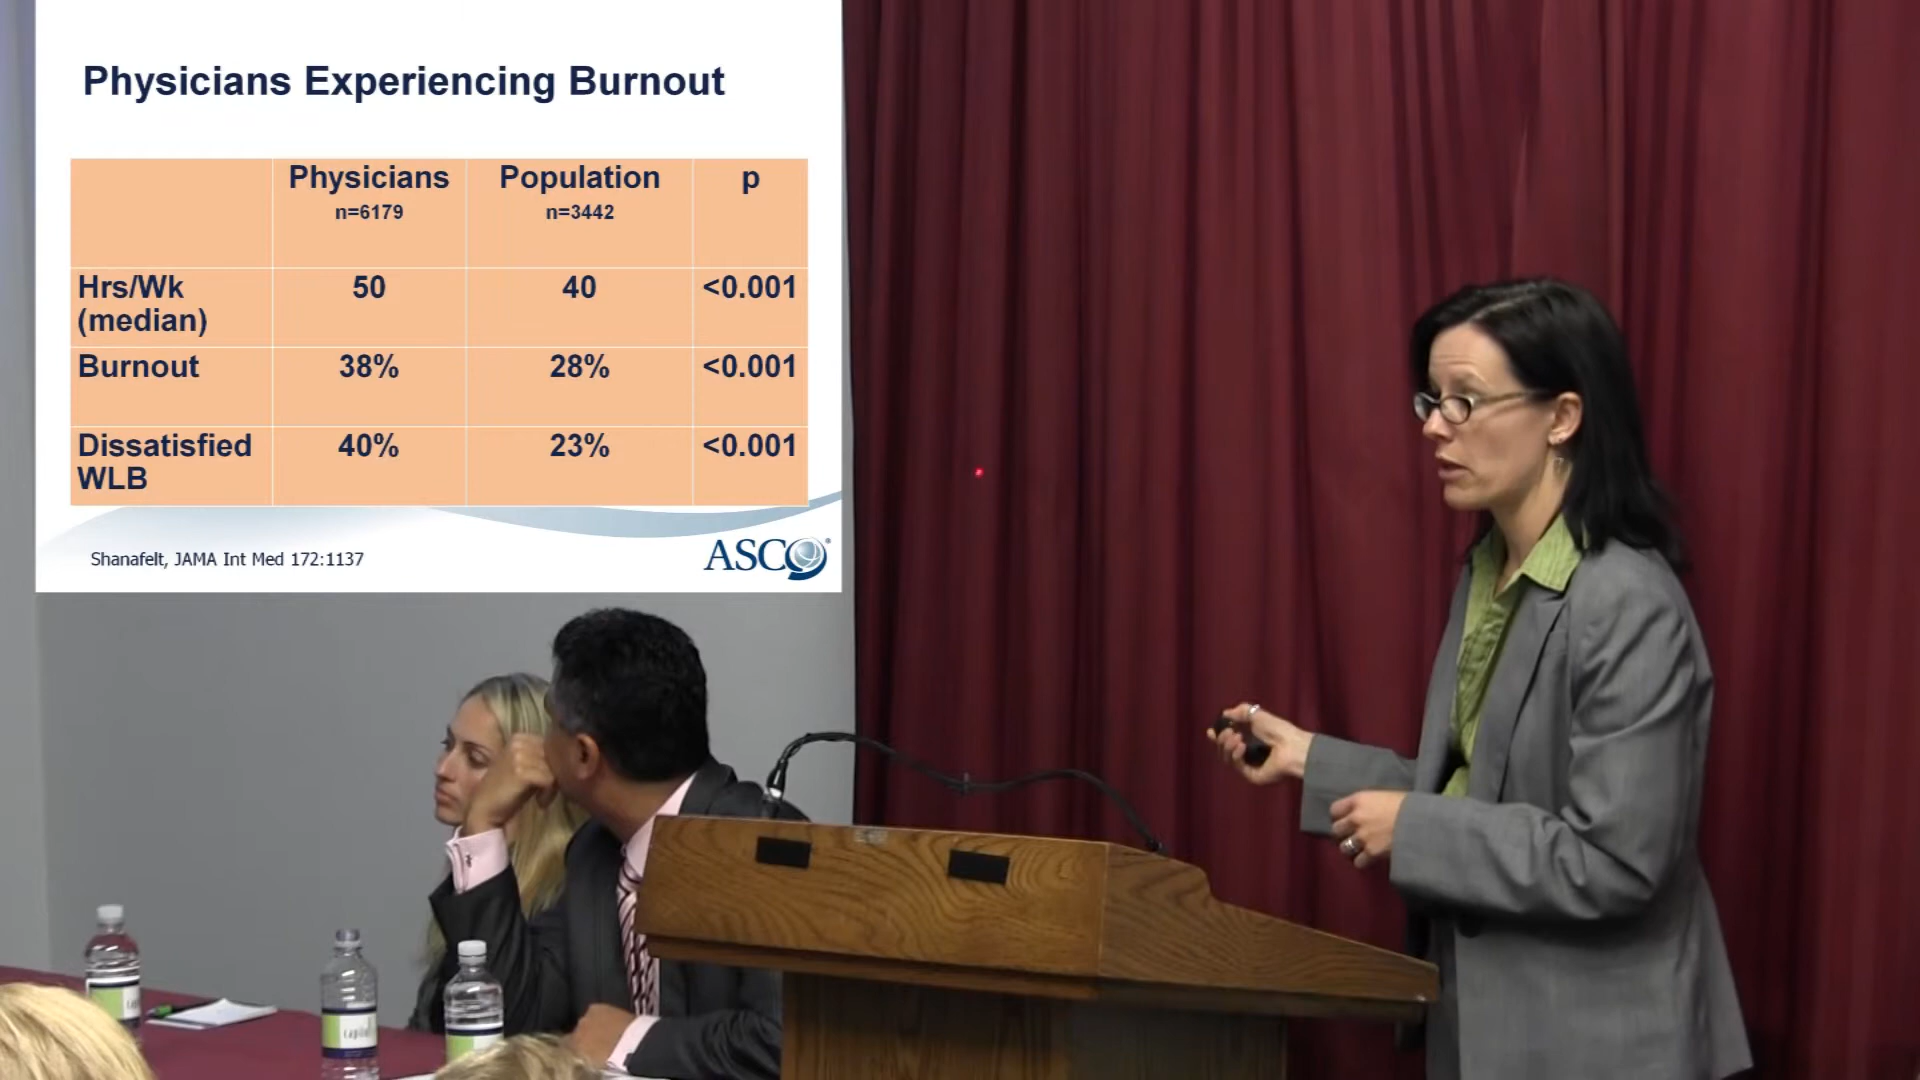 Physicians Experiencing Burnout
Physicians Population p
n=6179 n=3442
Hrs/Wk 50 40 <0.001
(median)
Burnout 38% 28% <0.001
Dissatisfied 40% 23% <0.001
WLB
Shanafelt, JAMA Int Med 172:1137
ASCO®